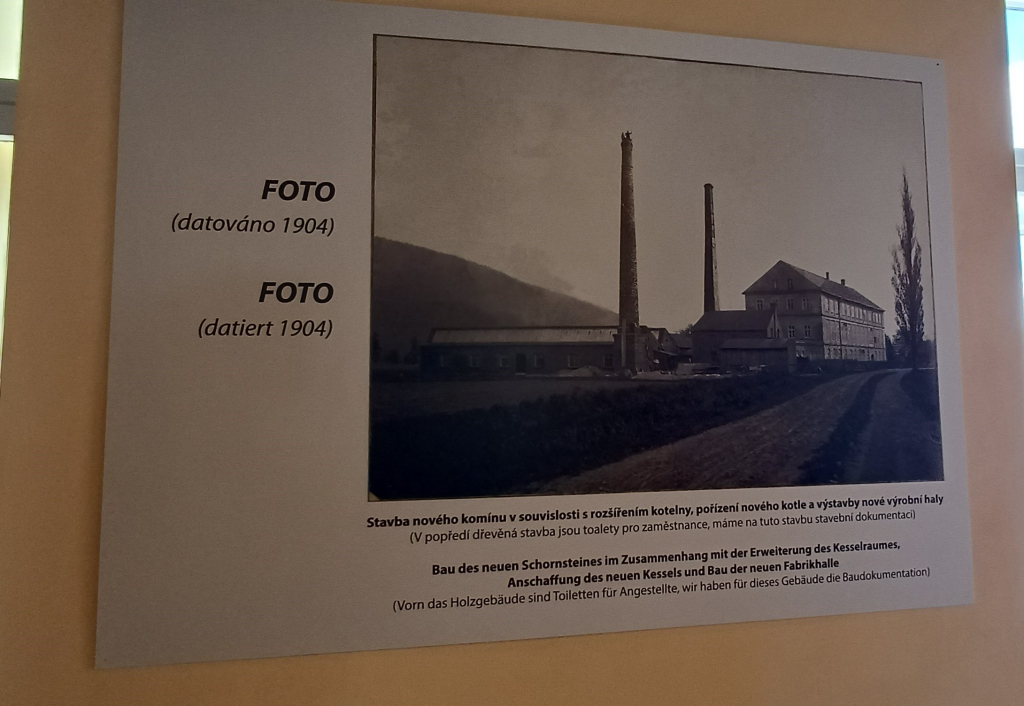 FOTO
(datováno 1904)
FOTO
(datiert 1904)
Stavba nového komínu v souvislosti s rozšířením kotelny, pořízení nového kotle a výstavby nové výrobní haly
(V popředí dřevěná stavba jsou toalety pro zaměstnance, máme na tuto stavbu stavební dokumentaci)
Bau des neuen Schornsteines im Zusammenhang mit der Erweiterung des Kesselraumes,
Anschaffung des neuen Kessels und Bau der neuen Fabrikhalle
(Vorn das Holzgebäude sind Toiletten für Angestellte, wir haben für dieses Gebäude die Baudokumentation)